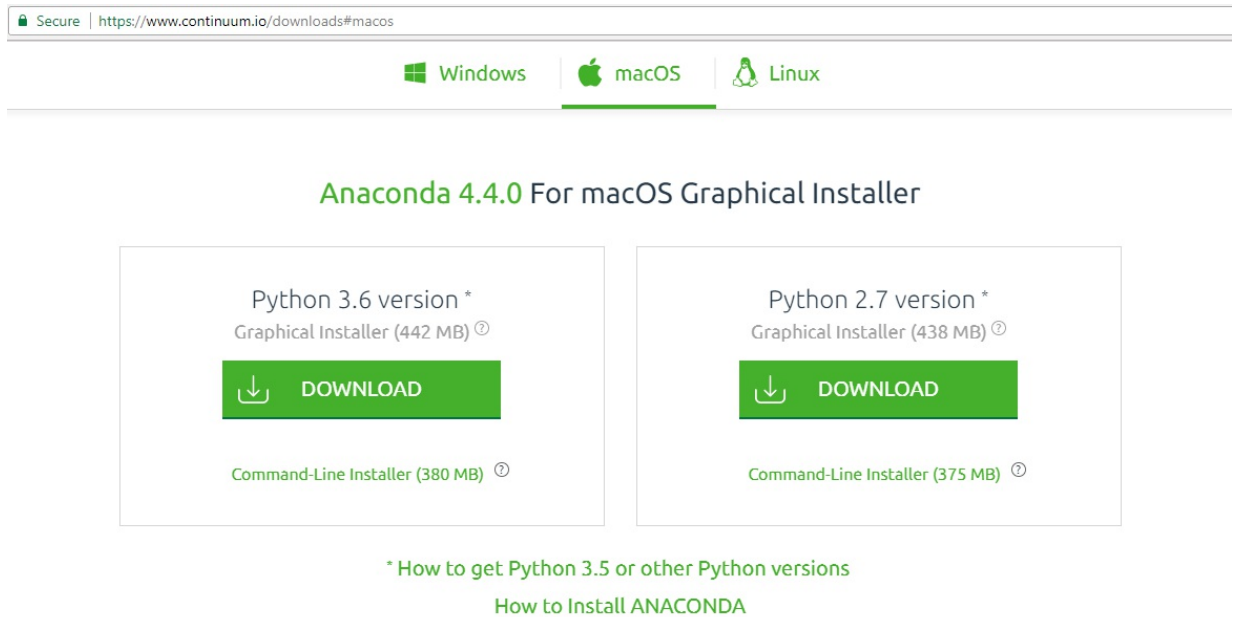 Secure | https://www.continuum.io/downloads#macos
Windows macOS Linux
Anaconda 4.4.0 For macOS Graphical Installer
Python 3.6 version *
Graphical Installer (442 MB) ?
DOWNLOAD
Command-Line Installer (380 MB) ?
Python 2.7 version *
Graphical Installer (438 MB) ?
DOWNLOAD
Command-Line Installer (375 MB) ?
* How to get Python 3.5 or other Python versions
How to Install ANACONDA